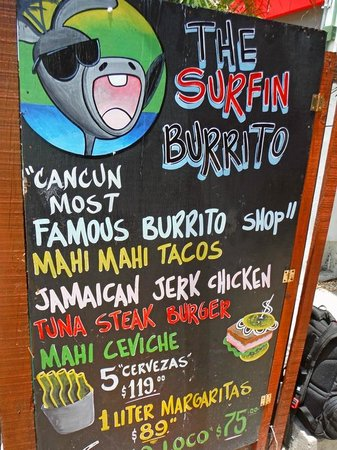 THE
SURFIN
BURRITO
"CANCUN
MOST
FAMOUS BURRITO SHOP"
MAHI MAHI TACOS
JAMAICAN JERK CHICKEN
TUNA STEAK BURGER
MAHI CEVICHE
5 "CERVEZAS"
$119.00
1 LITER MARGARITAS
$89.00
LOCO $75.00